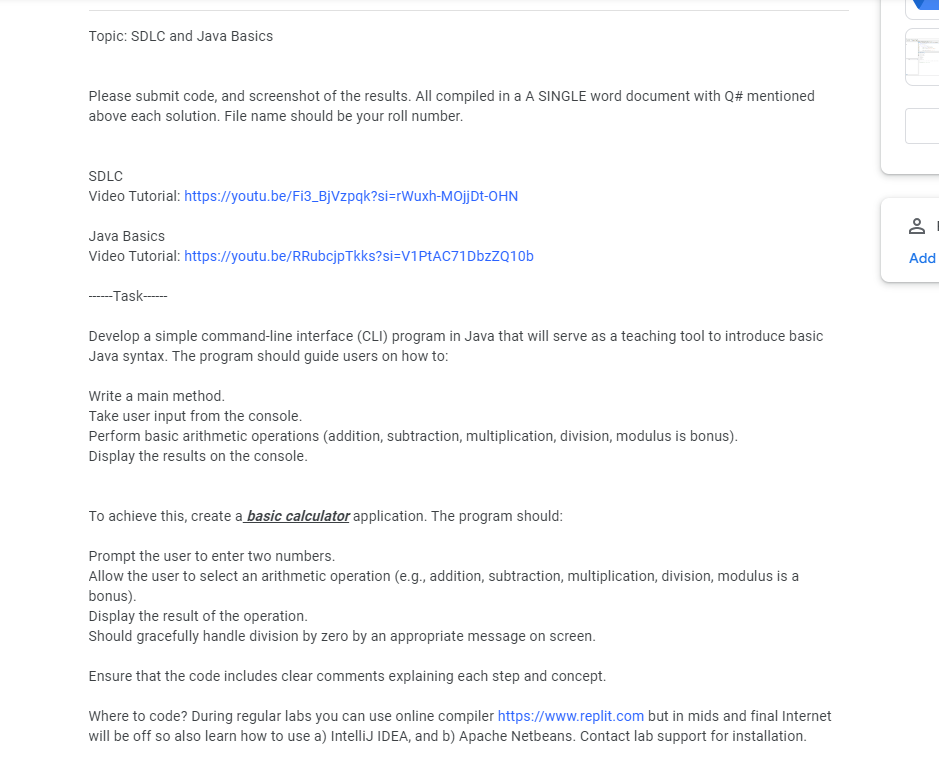 Topic: SDLC and Java Basics
Please submit code, and screenshot of the results. All compiled in a A SINGLE word document with Q# mentioned
above each solution. File name should be your roll number.
SDLC
Video Tutorial: https://youtu.be/Fi3_BjVzpqk?si=rWuxh-MOjjDt-OHN
Java Basics
Video Tutorial: https://youtu.be/RRubcjpTkks?si=V1PtAC71DbzZQ10b
------Task------
Develop a simple command-line interface (CLI) program in Java that will serve as a teaching tool to introduce basic
Java syntax. The program should guide users on how to:
Write a main method.
Take user input from the console.
Perform basic arithmetic operations (addition, subtraction, multiplication, division, modulus is bonus).
Display the results on the console.
To achieve this, create a basic calculator application. The program should:
Prompt the user to enter two numbers.
Allow the user to select an arithmetic operation (e.g., addition, subtraction, multiplication, division, modulus is a
bonus).
Display the result of the operation.
Should gracefully handle division by zero by an appropriate message on screen.
Ensure that the code includes clear comments explaining each step and concept.
Where to code? During regular labs you can use online compiler https://www.replit.com but in mids and final Internet
will be off so also learn how to use a) IntelliJ IDEA, and b) Apache Netbeans. Contact lab support for installation.
Add